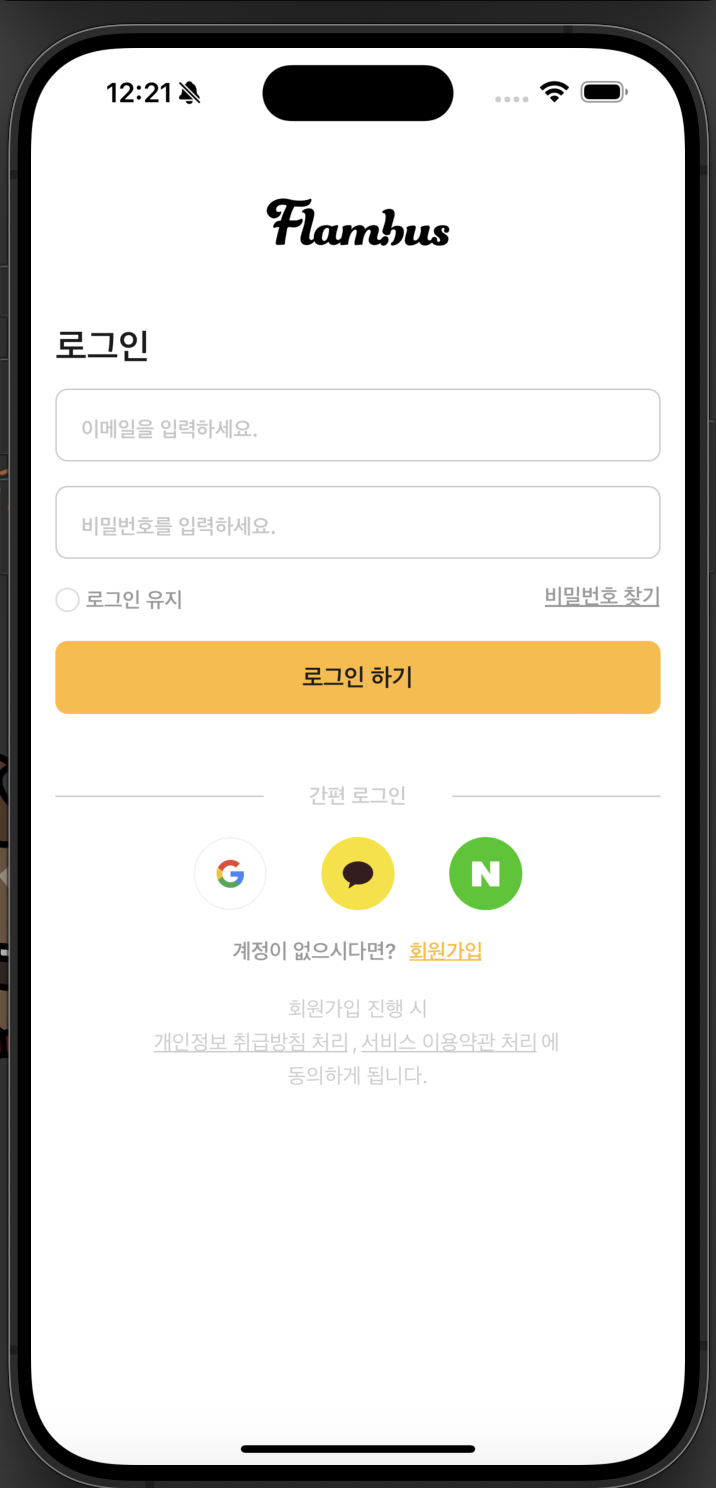 12:21
Flambus
로그인
이메일을 입력하세요.
비밀번호를 입력하세요.
로그인 유지
비밀번호 찾기
로그인 하기
간편 로그인
G
N
계정이 없으시다면? 회원가입
회원가입 진행 시
개인정보 취급방침 처리, 서비스 이용약관 처리 에
동의하게 됩니다.